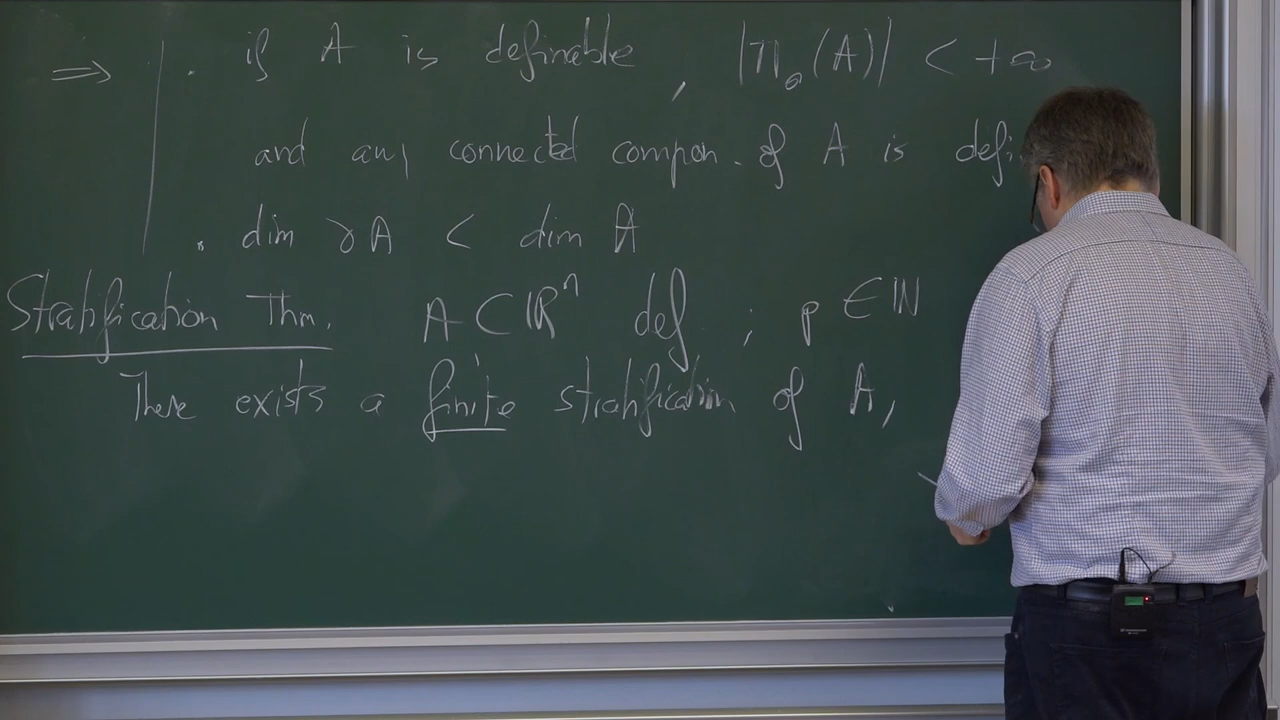 ⇒ | . if A is definable, |π₀(A)| < +∞
and any connected compon. of A is defi
. dim ∂A < dim A
Stratification Thm. A ⊂ ℝⁿ def. ; p ∈ ℕ
There exists a finite stratification of A,